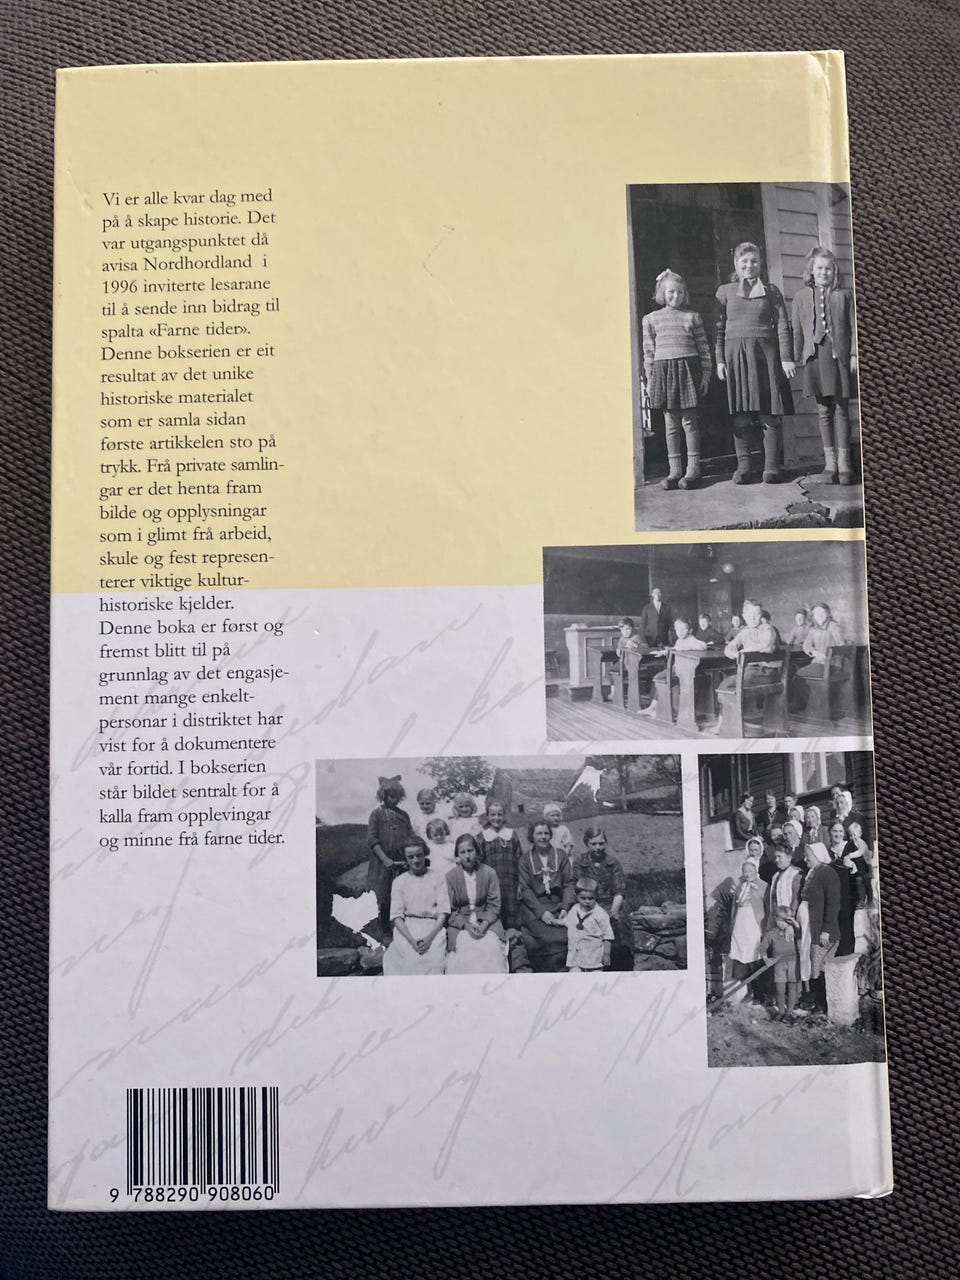 Vi er alle kvar dag med
på å skape historie. Det
var utgangspunktet då
avisa Nordhordland i
1996 inviterte lesarane
til å sende inn bidrag til
spalta «Farne tider».
Denne bokserien er eit
resultat av det unike
historiske materialet
som er samla sidan
første artikkelen sto på
trykk. Frå private samlin-
gar er det henta fram
bilde og opplysningar
som i glimt frå arbeid,
skule og fest represen-
terer viktige kultur-
historiske kjelder.
Denne boka er først og
fremst blitt til på
grunnlag av det engasje-
ment mange enkelt-
personar i distriktet har
vist for å dokumentere
vår fortid. I bokserien
står bildet sentralt for å
kalla fram opplevingar
og minne frå farne tider.
9 788290 908060